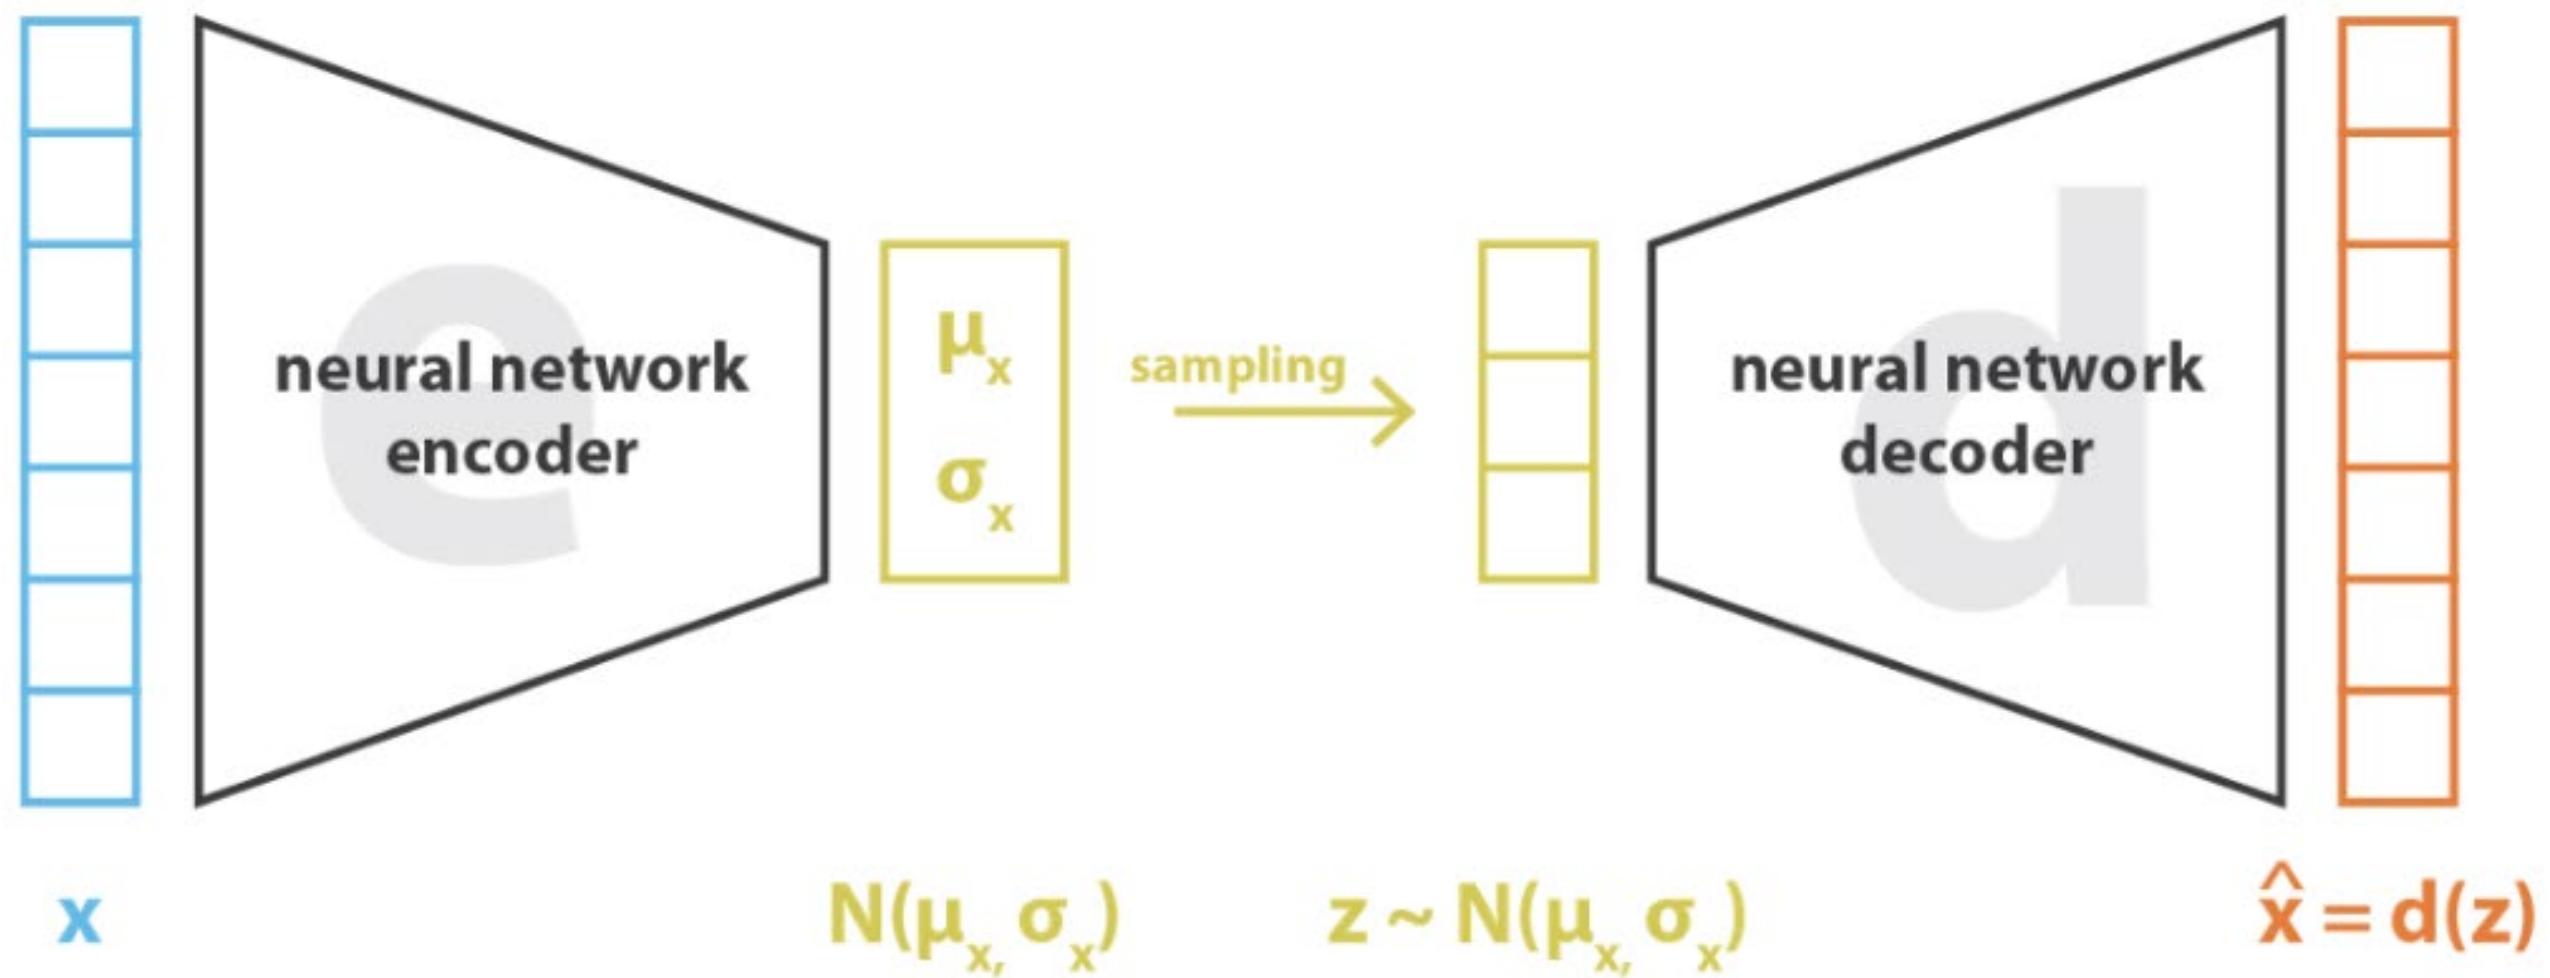 e
neural network
encoder
μx
σx
sampling
d
neural network
decoder
x
N(μx, σx)
z ~ N(μx, σx)
x̂ = d(z)